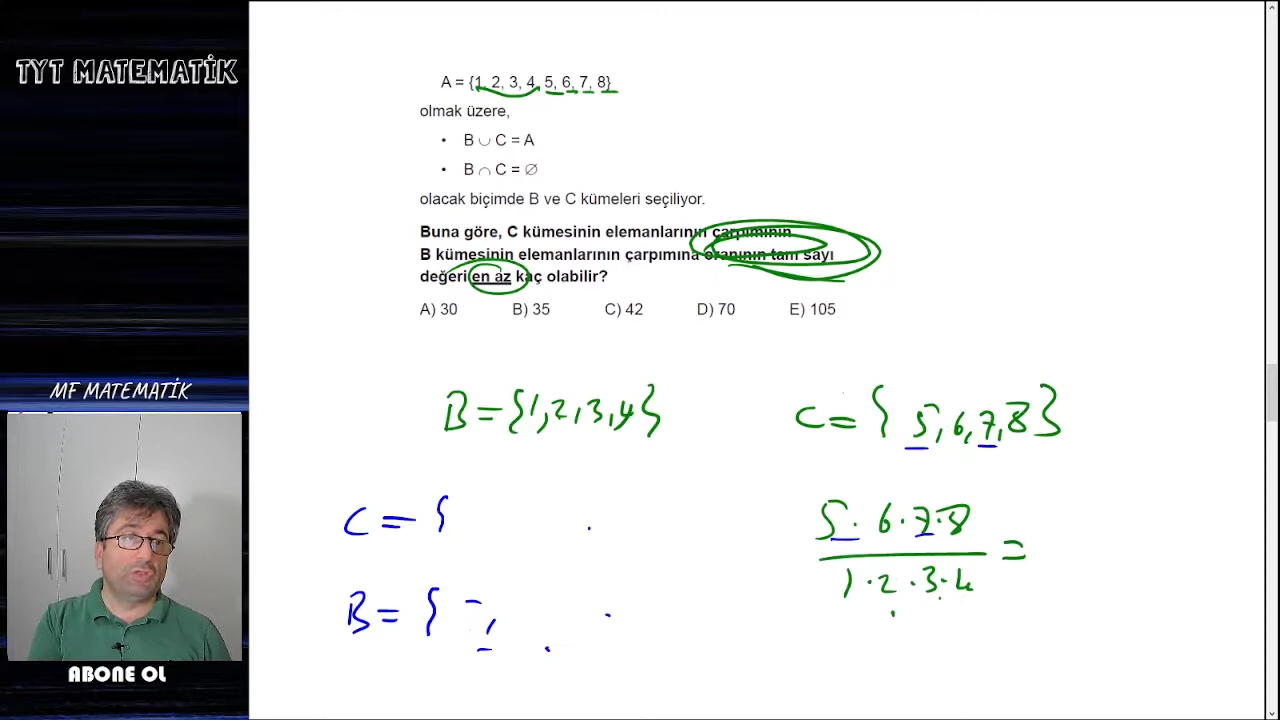 TYT MATEMATİK
A = {1, 2, 3, 4, 5, 6, 7, 8}
olmak üzere,
• B ∪ C = A
• B ∩ C = ∅
olacak biçimde B ve C kümeleri seçiliyor.
Buna göre, C kümesinin elemanlarının çarpımının
B kümesinin elemanlarının çarpımına oranının tam sayı
değeri en az kaç olabilir?
A) 30 B) 35 C) 42 D) 70 E) 105
MF MATEMATİK
B = {1, 2, 3, 4} C = { 5, 6, 7, 8 }
C = {
5 · 6 · 7 · 8
1 · 2 · 3 · 4 =
B = {
ABONE OL